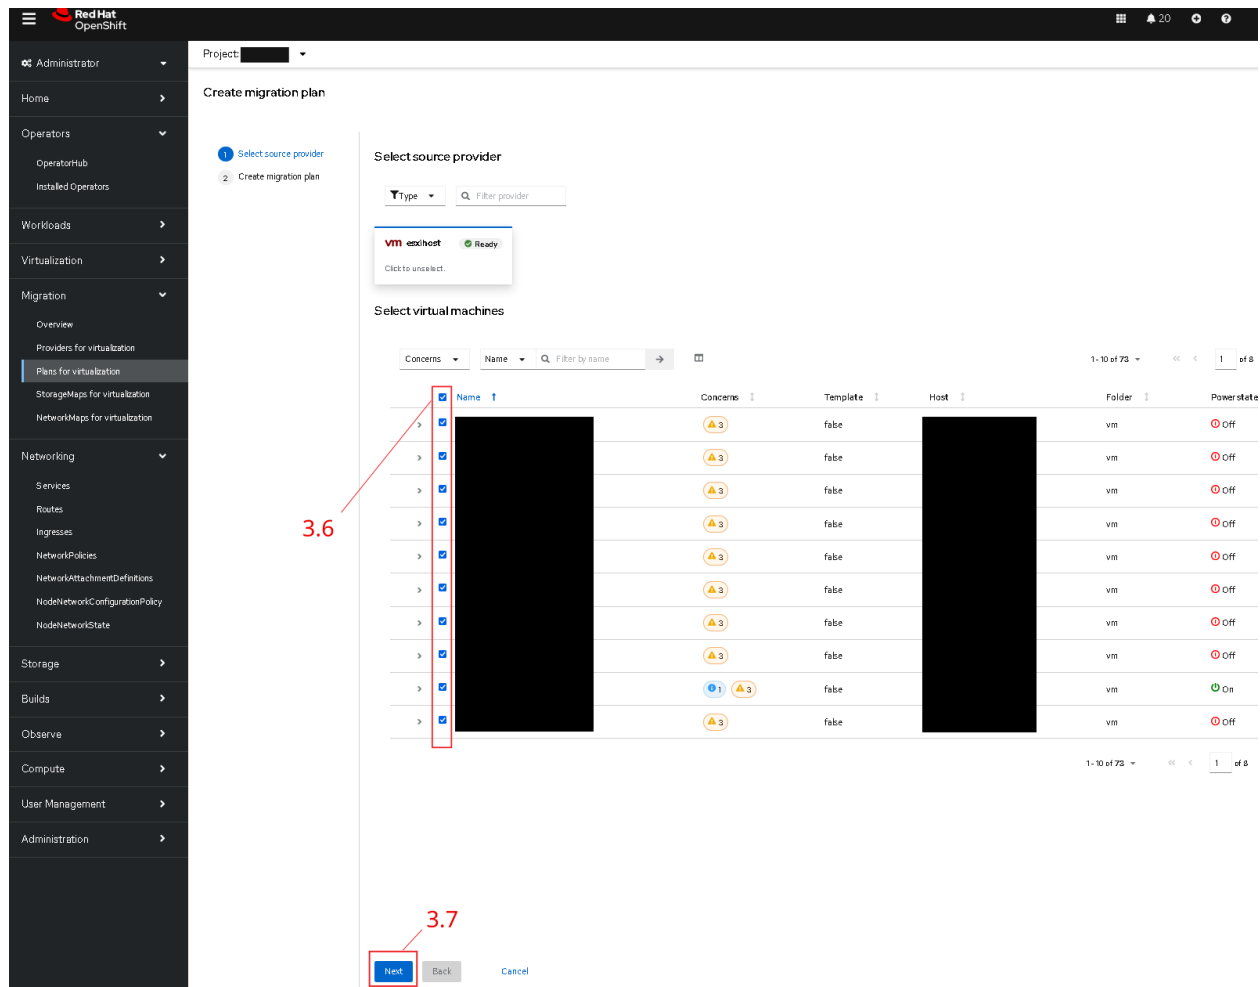 Red Hat
OpenShift
20
Administrator
Project:
Home
Create migration plan
Operators
OperatorHub
Installed Operators
1 Select source provider
2 Create migration plan
Select source provider
Type
Filter provider
Workloads
vm esxihost Ready
Click to unselect.
Virtualization
Migration
Select virtual machines
Overview
Providers for virtualization
Plans for virtualization
StorageMaps for virtualization
NetworkMaps for virtualization
Concerns Name Filter by name 1-10 of 73 1 of 8
Name Concerns Template Host Folder Power state
3 false vm Off
3 false vm Off
3 false vm Off
3 false vm Off
3 false vm Off
3 false vm Off
3 false vm Off
3 false vm Off
1 3 false vm On
3 false vm Off
1-10 of 73 1 of 8
3.6
Networking
Services
Routes
Ingresses
NetworkPolicies
NetworkAttachmentDefinitions
NodeNetworkConfigurationPolicy
NodeNetworkState
Storage
Builds
Observe
Compute
User Management
Administration
3.7
Next Back Cancel